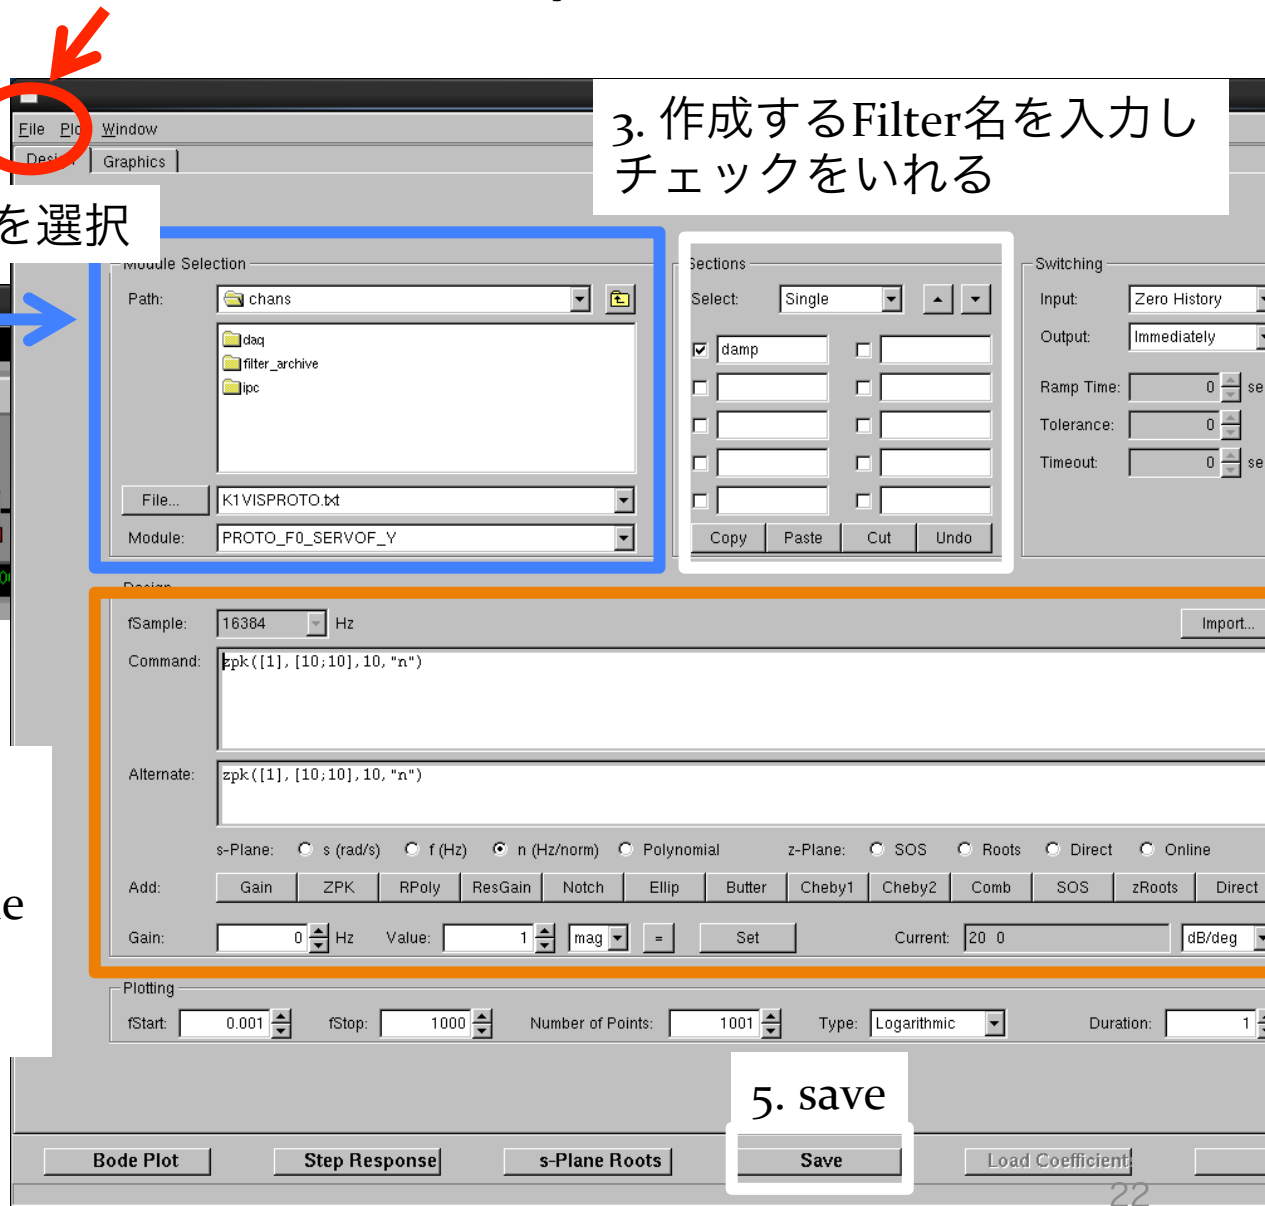 3. 作成するFilter名を入力し
チェックをいれる
File Plo Window
Design Graphics
を選択
Module Selection
Path: chans
daq
filter_archive
ipc
File... K1VISPROTO.txt
Module: PROTO_F0_SERVOF_Y
Sections
Select: Single
damp
Copy Paste Cut Undo
Switching
Input: Zero History
Output: Immediately
Ramp Time: 0 se
Tolerance: 0
Timeout: 0 se
Design
fSample: 16384 Hz Import...
Command: zpk([1],[10;10],10,"n")
Alternate: zpk([1],[10;10],10,"n")
s-Plane: s (rad/s) f (Hz) n (Hz/norm) Polynomial z-Plane: SOS Roots Direct Online
Add: Gain ZPK RPoly ResGain Notch Ellip Butter Cheby1 Cheby2 Comb SOS zRoots Direct
e
Gain: 0 Hz Value: 1 mag = Set Current: 20 0 dB/deg
Plotting
fStart: 0.001 fStop: 1000 Number of Points: 1001 Type: Logarithmic Duration: 1
5. save
Bode Plot Step Response s-Plane Roots Save Load Coefficient
22